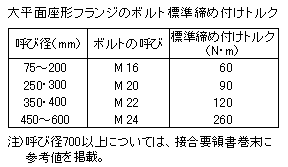 大平面座形フランジのボルト標準締め付けトルク
呼び径(mm) ボルトの呼び 標準締め付けトルク(N・m)
75～200 M 16 60
250・300 M 20 90
350・400 M 22 120
450～600 M 24 260
注)呼び径700以上については、接合要領書巻末に
参考値を掲載。